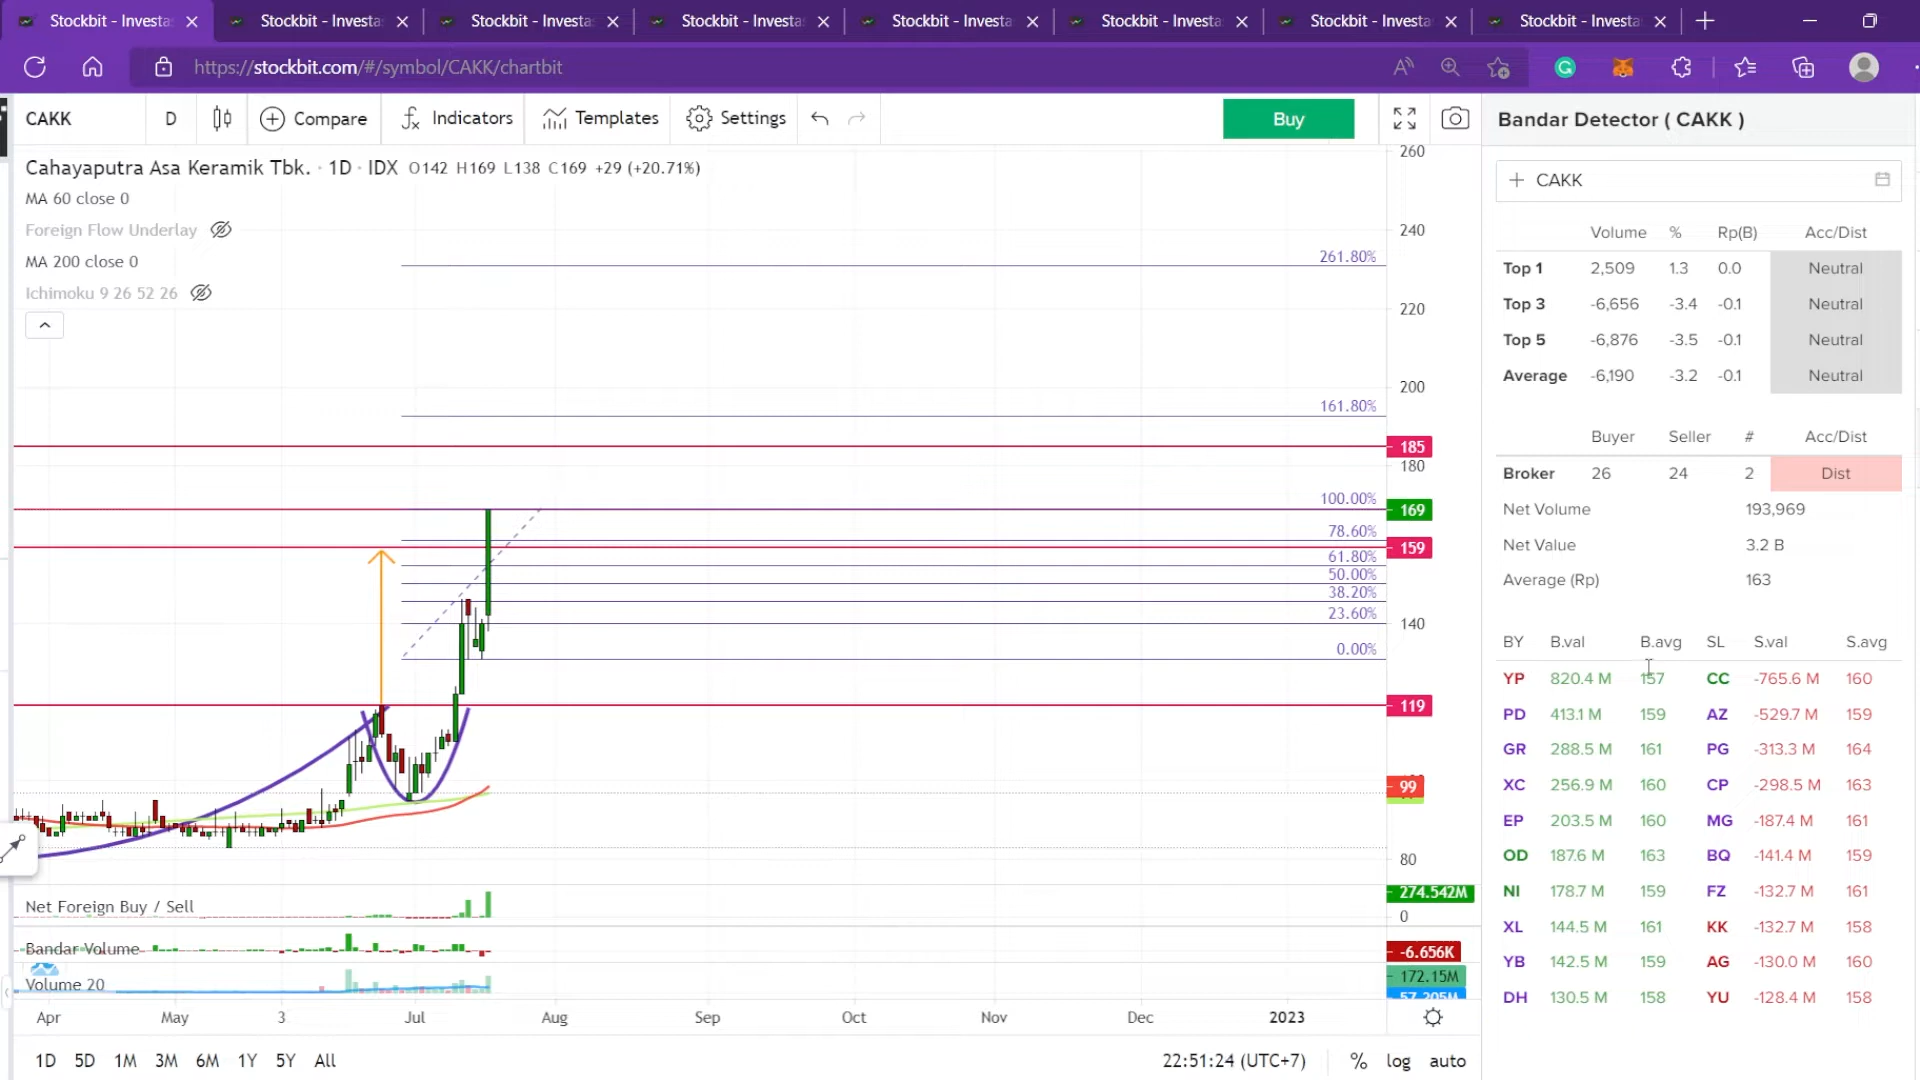 Stockbit - Investa
Stockbit - Investa
Stockbit - Investa
Stockbit - Investa
Stockbit - Investa
Stockbit - Investa
Stockbit - Investa
Stockbit - Investa
https://stockbit.com/#/symbol/CAKK/chartbit
CAKK D Compare Indicators Templates Settings Buy
Cahayaputra Asa Keramik Tbk. · 1D · IDX O142 H169 L138 C169 +29 (+20.71%)
MA 60 close 0
Foreign Flow Underlay
MA 200 close 0
Ichimoku 9 26 52 26
261.80%
161.80%
100.00%
78.60%
61.80%
50.00%
38.20%
23.60%
0.00%
260
240
220
200
185
180
169
159
140
119
99
80
Net Foreign Buy / Sell
274.542M
0
Bandar Volume
-6.656K
Volume 20
172.15M
57.205M
Apr May 3 Jul Aug Sep Oct Nov Dec 2023
1D 5D 1M 3M 6M 1Y 5Y All
22:51:24 (UTC+7) % log auto
Bandar Detector ( CAKK )
CAKK
Volume % Rp(B) Acc/Dist
Top 1 2,509 1.3 0.0 Neutral
Top 3 -6,656 -3.4 -0.1 Neutral
Top 5 -6,876 -3.5 -0.1 Neutral
Average -6,190 -3.2 -0.1 Neutral
Buyer Seller # Acc/Dist
Broker 26 24 2 Dist
Net Volume 193,969
Net Value 3.2 B
Average (Rp) 163
BY B.val B.avg SL S.val S.avg
YP 820.4 M 157 CC -765.6 M 160
PD 413.1 M 159 AZ -529.7 M 159
GR 288.5 M 161 PG -313.3 M 164
XC 256.9 M 160 CP -298.5 M 163
EP 203.5 M 160 MG -187.4 M 161
OD 187.6 M 163 BQ -141.4 M 159
NI 178.7 M 159 FZ -132.7 M 161
XL 144.5 M 161 KK -132.7 M 158
YB 142.5 M 159 AG -130.0 M 160
DH 130.5 M 158 YU -128.4 M 158